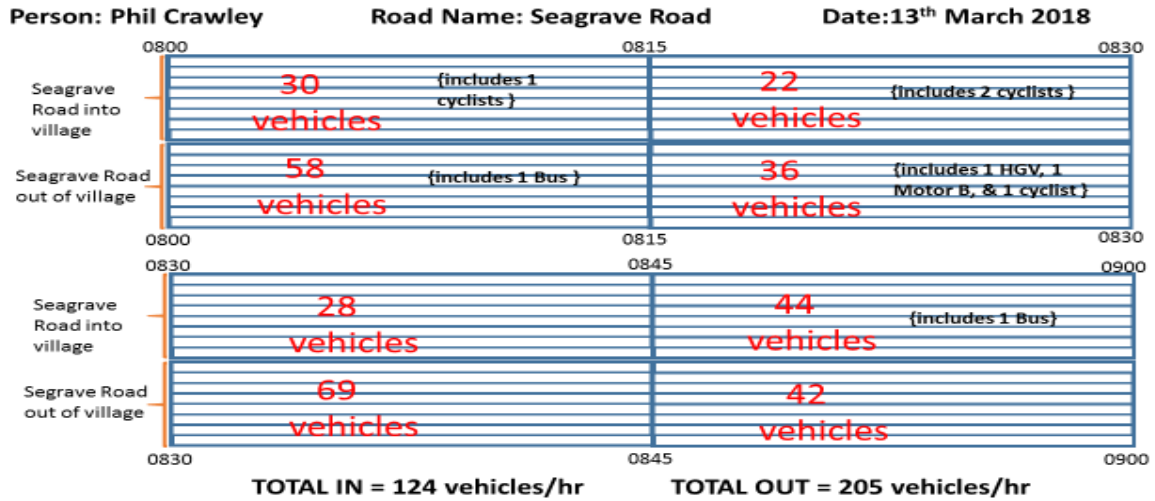 Person: Phil Crawley Road Name: Seagrave Road Date:13th March 2018
0800 0815 0830
Seagrave
Road into
village
30
vehicles
{includes 1
cyclists }
22
vehicles
{includes 2 cyclists }
Seagrave Road
out of village
58
vehicles
{includes 1 Bus }
36
vehicles
{includes 1 HGV, 1
Motor B, & 1 cyclist }
0800 0815 0830
0830 0845 0900
Seagrave
Road into
village
28
vehicles
44
vehicles
{includes 1 Bus}
Segrave Road
out of village
69
vehicles
42
vehicles
0830 0845 0900
TOTAL IN = 124 vehicles/hr TOTAL OUT = 205 vehicles/hr